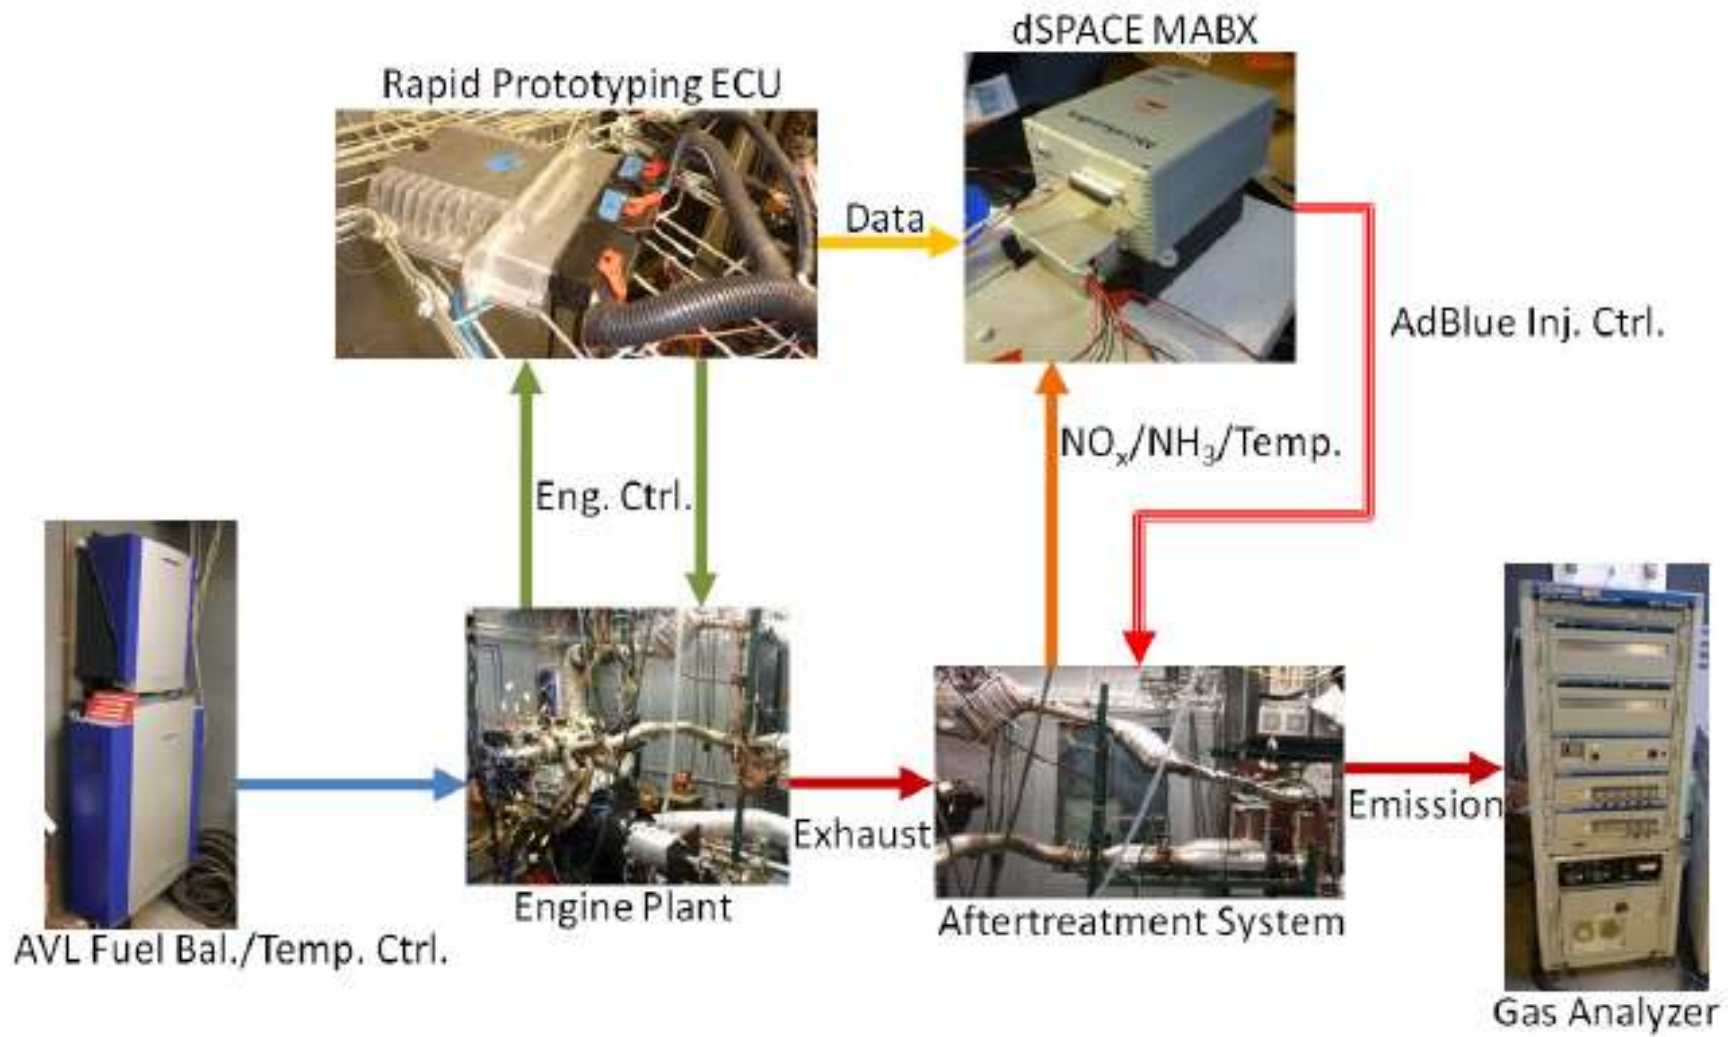 dSPACE MABX
Rapid Prototyping ECU
Data
AdBlue Inj. Ctrl.
NOx/NH3/Temp.
Eng. Ctrl.
Exhaust
Emission
Engine Plant
Aftertreatment System
AVL Fuel Bal./Temp. Ctrl.
Gas Analyzer